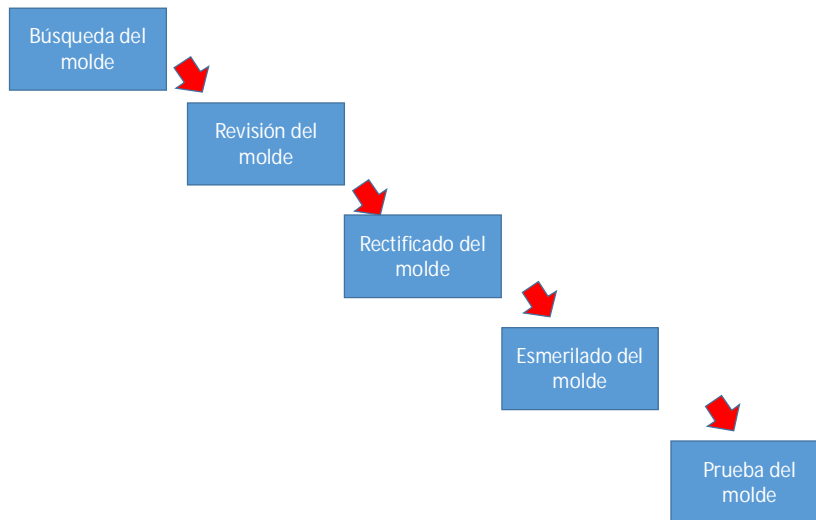 Búsqueda del
molde
Revisión del
molde
Rectificado del
molde
Esmerilado del
molde
Prueba del
molde